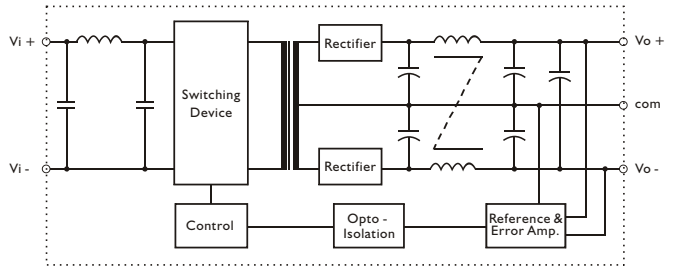 Vi +
Rectifier
Vo +
Switching
Device
com
Vi -
Rectifier
Vo -
Control
Opto -
Isolation
Reference &
Error Amp.